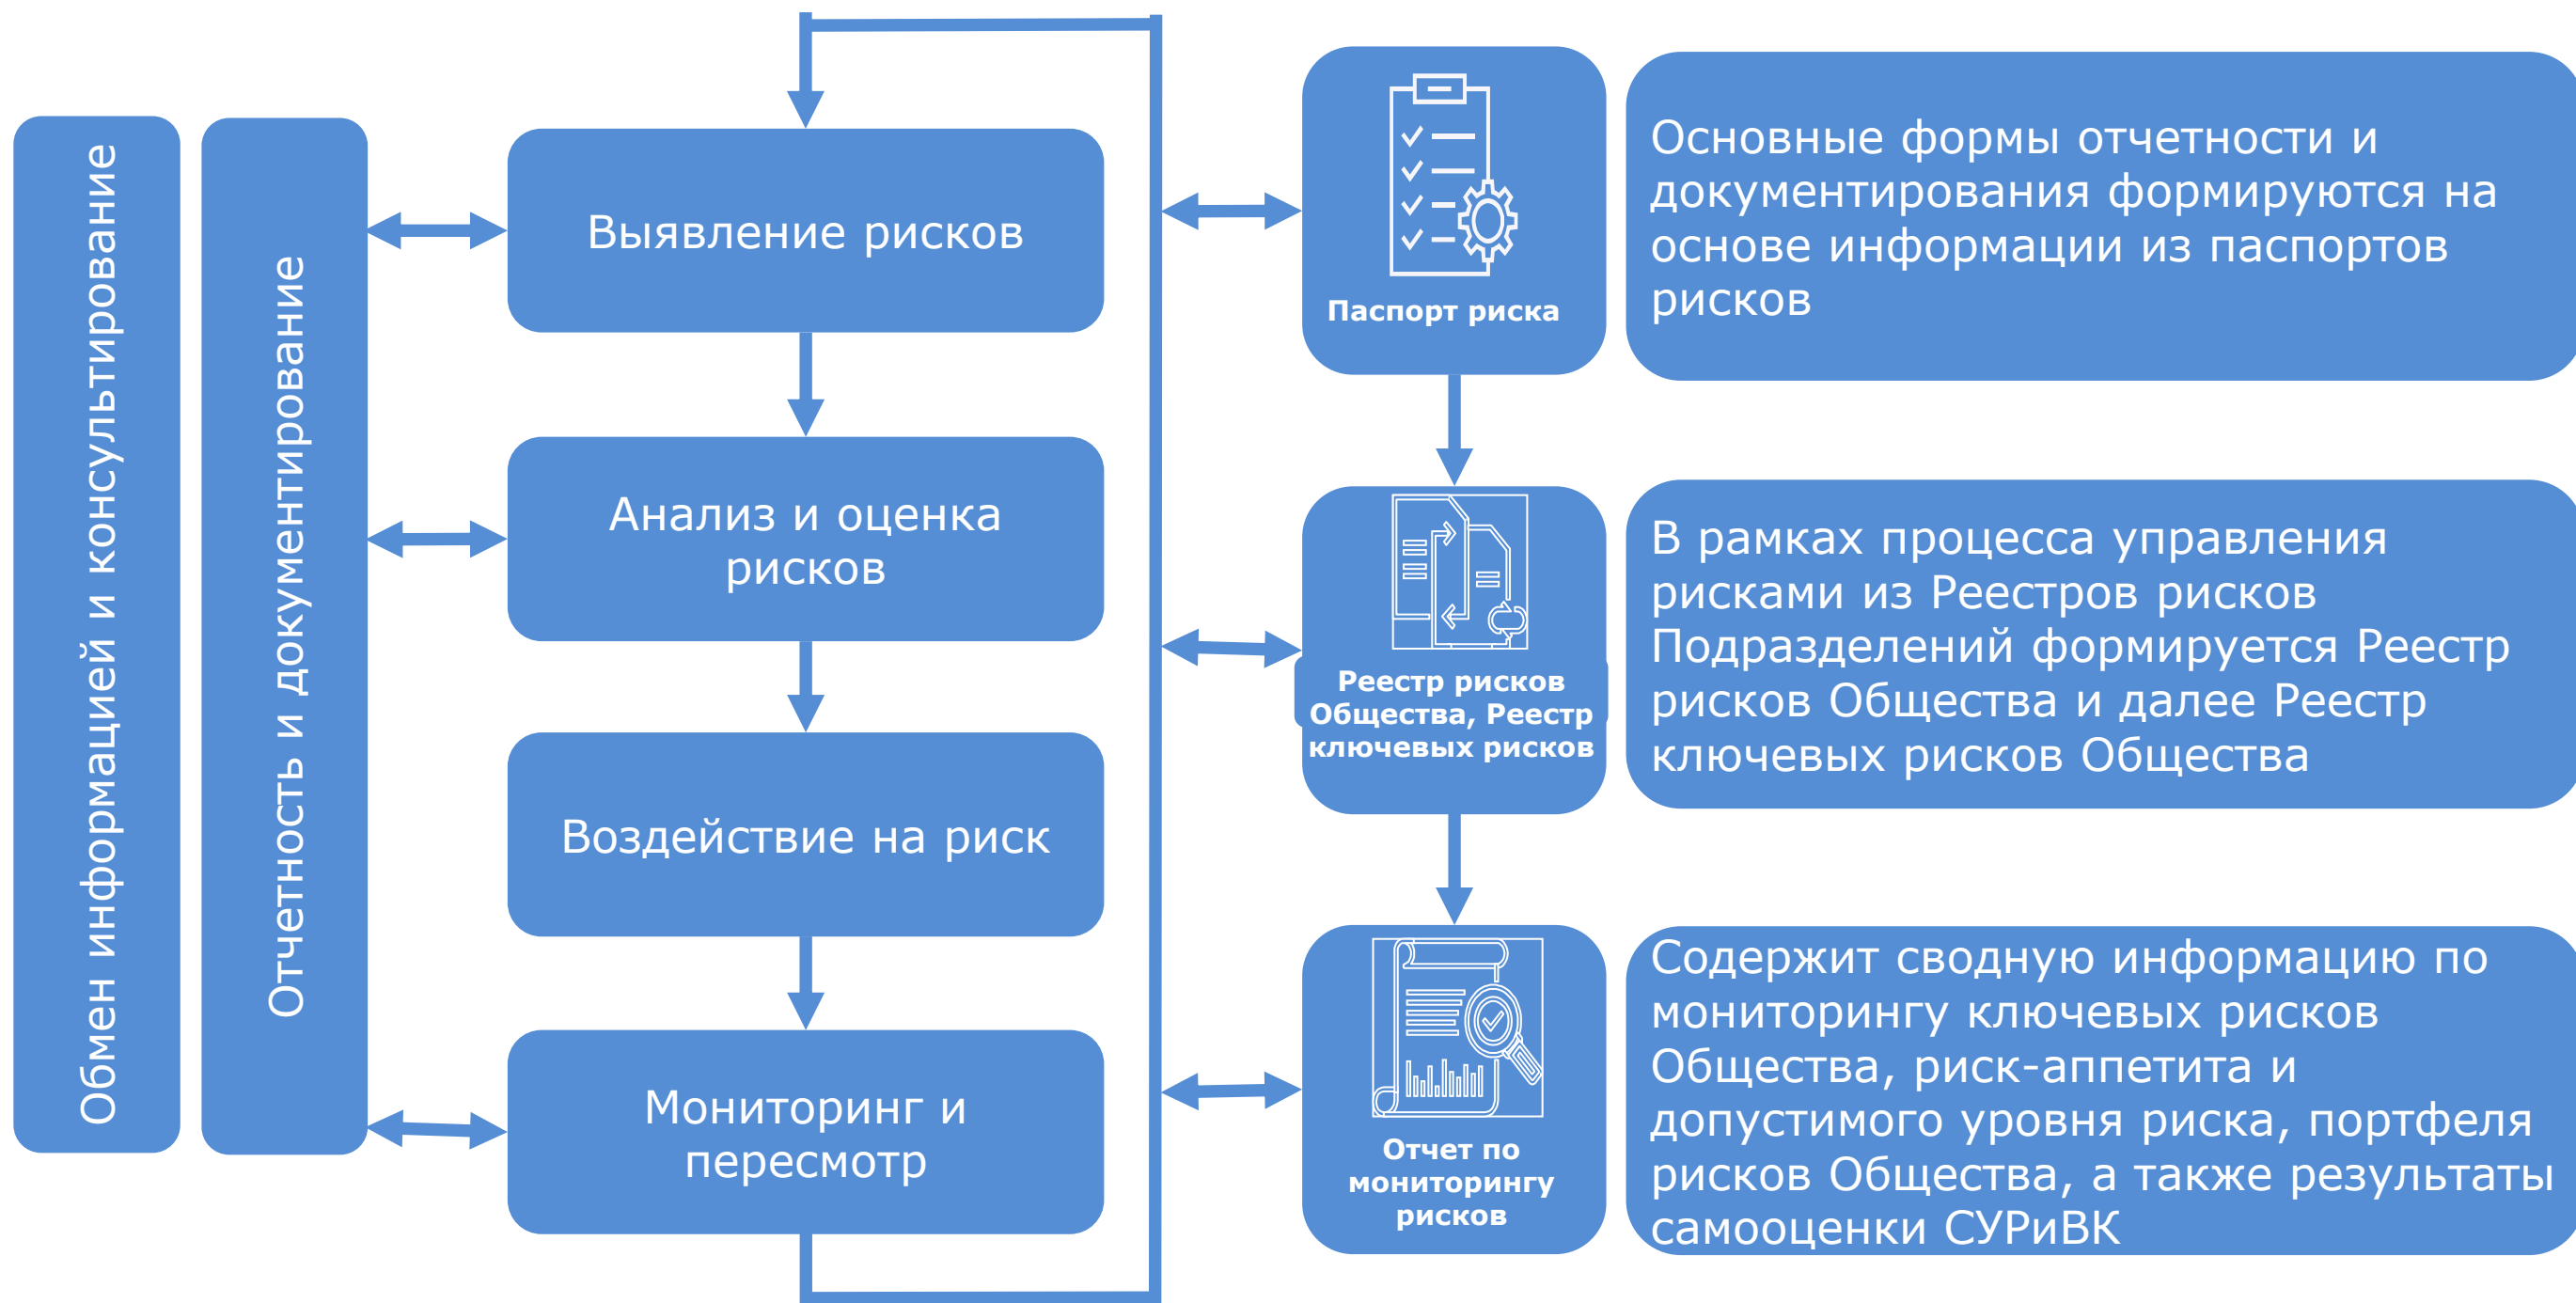 Обмен информацией и консультирование
Отчетность и документирование
Выявление рисков
Анализ и оценка
рисков
Воздействие на риск
Мониторинг и
пересмотр
Паспорт риска
Основные формы отчетности и
документирования формируются на
основе информации из паспортов
рисков
Реестр рисков
Общества, Реестр
ключевых рисков
В рамках процесса управления
рисками из Реестров рисков
Подразделений формируется Реестр
рисков Общества и далее Реестр
ключевых рисков Общества
Отчет по
мониторингу
рисков
Содержит сводную информацию по
мониторингу ключевых рисков
Общества, риск-аппетита и
допустимого уровня риска, портфеля
рисков Общества, а также результаты
самооценки СУРиВК